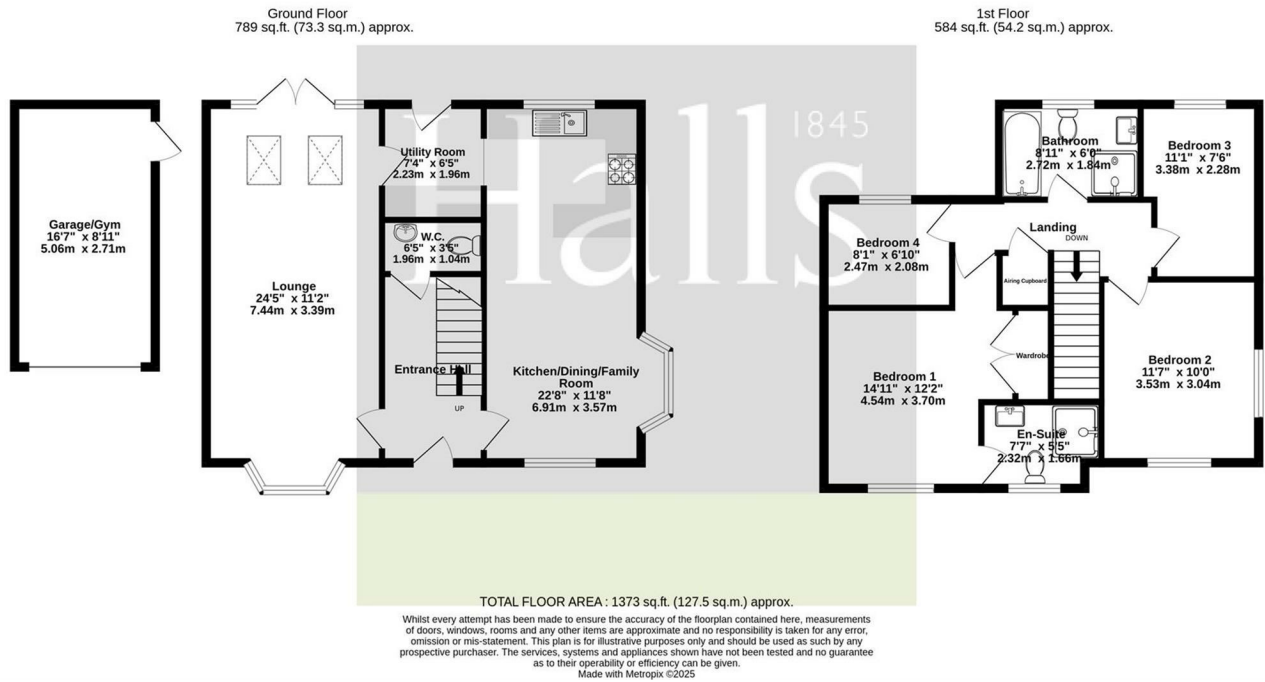 Ground Floor
789 sq.ft. (73.3 sq.m.) approx.
1st Floor
584 sq.ft. (54.2 sq.m.) approx.
Halls
1845
Garage/Gym
16'7" x 8'11"
5.06m x 2.71m
Lounge
24'5" x 11'2"
7.44m x 3.39m
Utility Room
7'4" x 6'5"
2.23m x 1.96m
W.C.
6'5" x 3'5"
1.96m x 1.04m
Entrance Hall
UP
Kitchen/Dining/Family
Room
22'8" x 11'8"
6.91m x 3.57m
Bathroom
8'11" x 6'0"
2.72m x 1.84m
Bedroom 3
11'1" x 7'6"
3.38m x 2.28m
Landing
DOWN
Bedroom 4
8'1" x 6'10"
2.47m x 2.08m
Airing Cupboard
Wardrobe
Bedroom 1
14'11" x 12'2"
4.54m x 3.70m
Bedroom 2
11'7" x 10'0"
3.53m x 3.04m
En-Suite
7'7" x 5'5"
2.32m x 1.66m
TOTAL FLOOR AREA : 1373 sq.ft. (127.5 sq.m.) approx.
Whilst every attempt has been made to ensure the accuracy of the floorplan contained here, measurements
of doors, windows, rooms and any other items are approximate and no responsibility is taken for any error,
omission or mis-statement. This plan is for illustrative purposes only and should be used as such by any
prospective purchaser. The services, systems and appliances shown have not been tested and no guarantee
as to their operability or efficiency can be given.
Made with Metropix ©2025